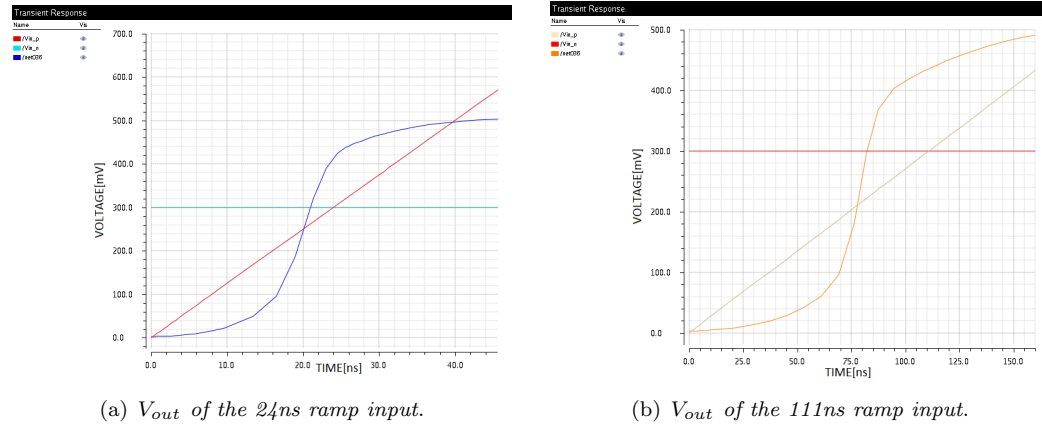 Transient Response
Name Vis
/Vin_p
/Vin_n
/net036
700.0
600.0
500.0
400.0
300.0
200.0
100.0
0.0
VOLTAGE[mV]
0.0 10.0 20.0 30.0 40.0
TIME[ns]
(a) Vout of the 24ns ramp input.
Transient Response
Name Vis
/Vin_p
/Vin_n
/net036
500.0
400.0
300.0
200.0
100.0
0.0
VOLTAGE[mV]
0.0 25.0 50.0 75.0 100.0 125.0 150.0
TIME[ns]
(b) Vout of the 111ns ramp input.